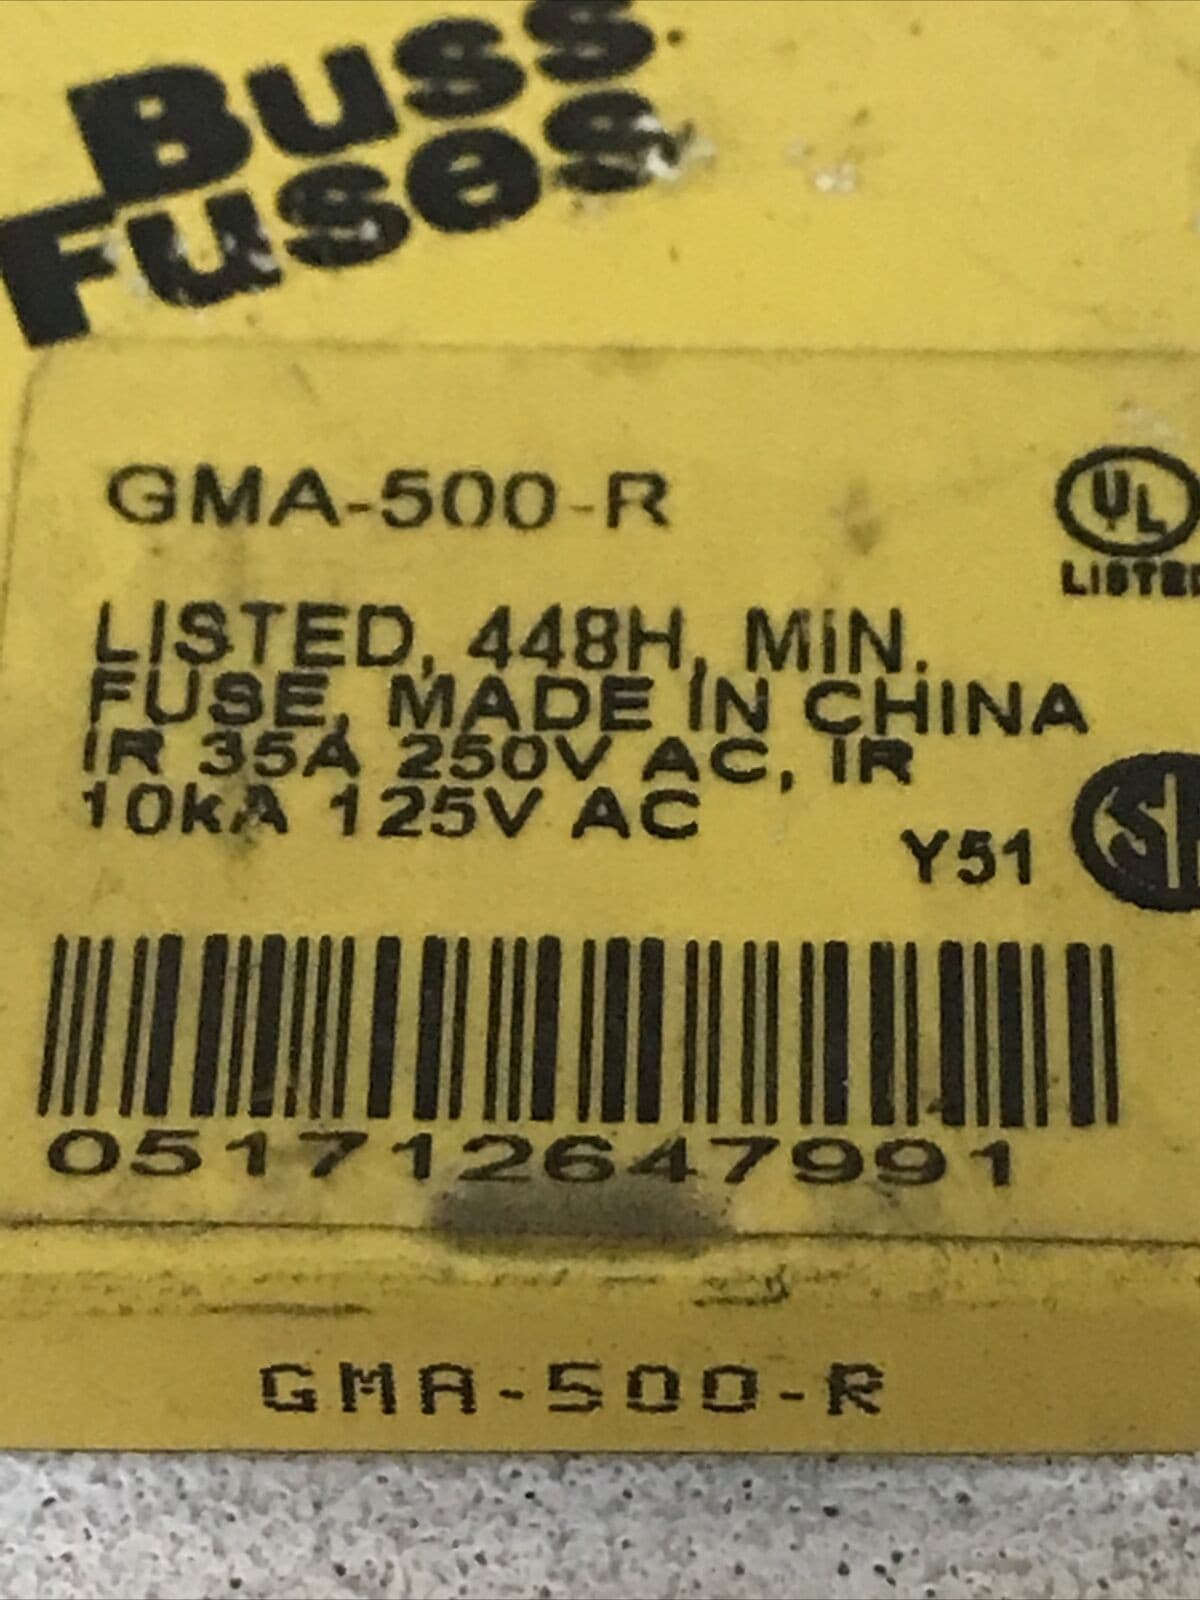 Buss
Fuses
GMA-500-R
UL
LISTED
LISTED, 448H, MIN.
FUSE, MADE IN CHINA
IR 35A 250V AC, IR
10kA 125V AC
Y51
051712647991
GMA-500-R